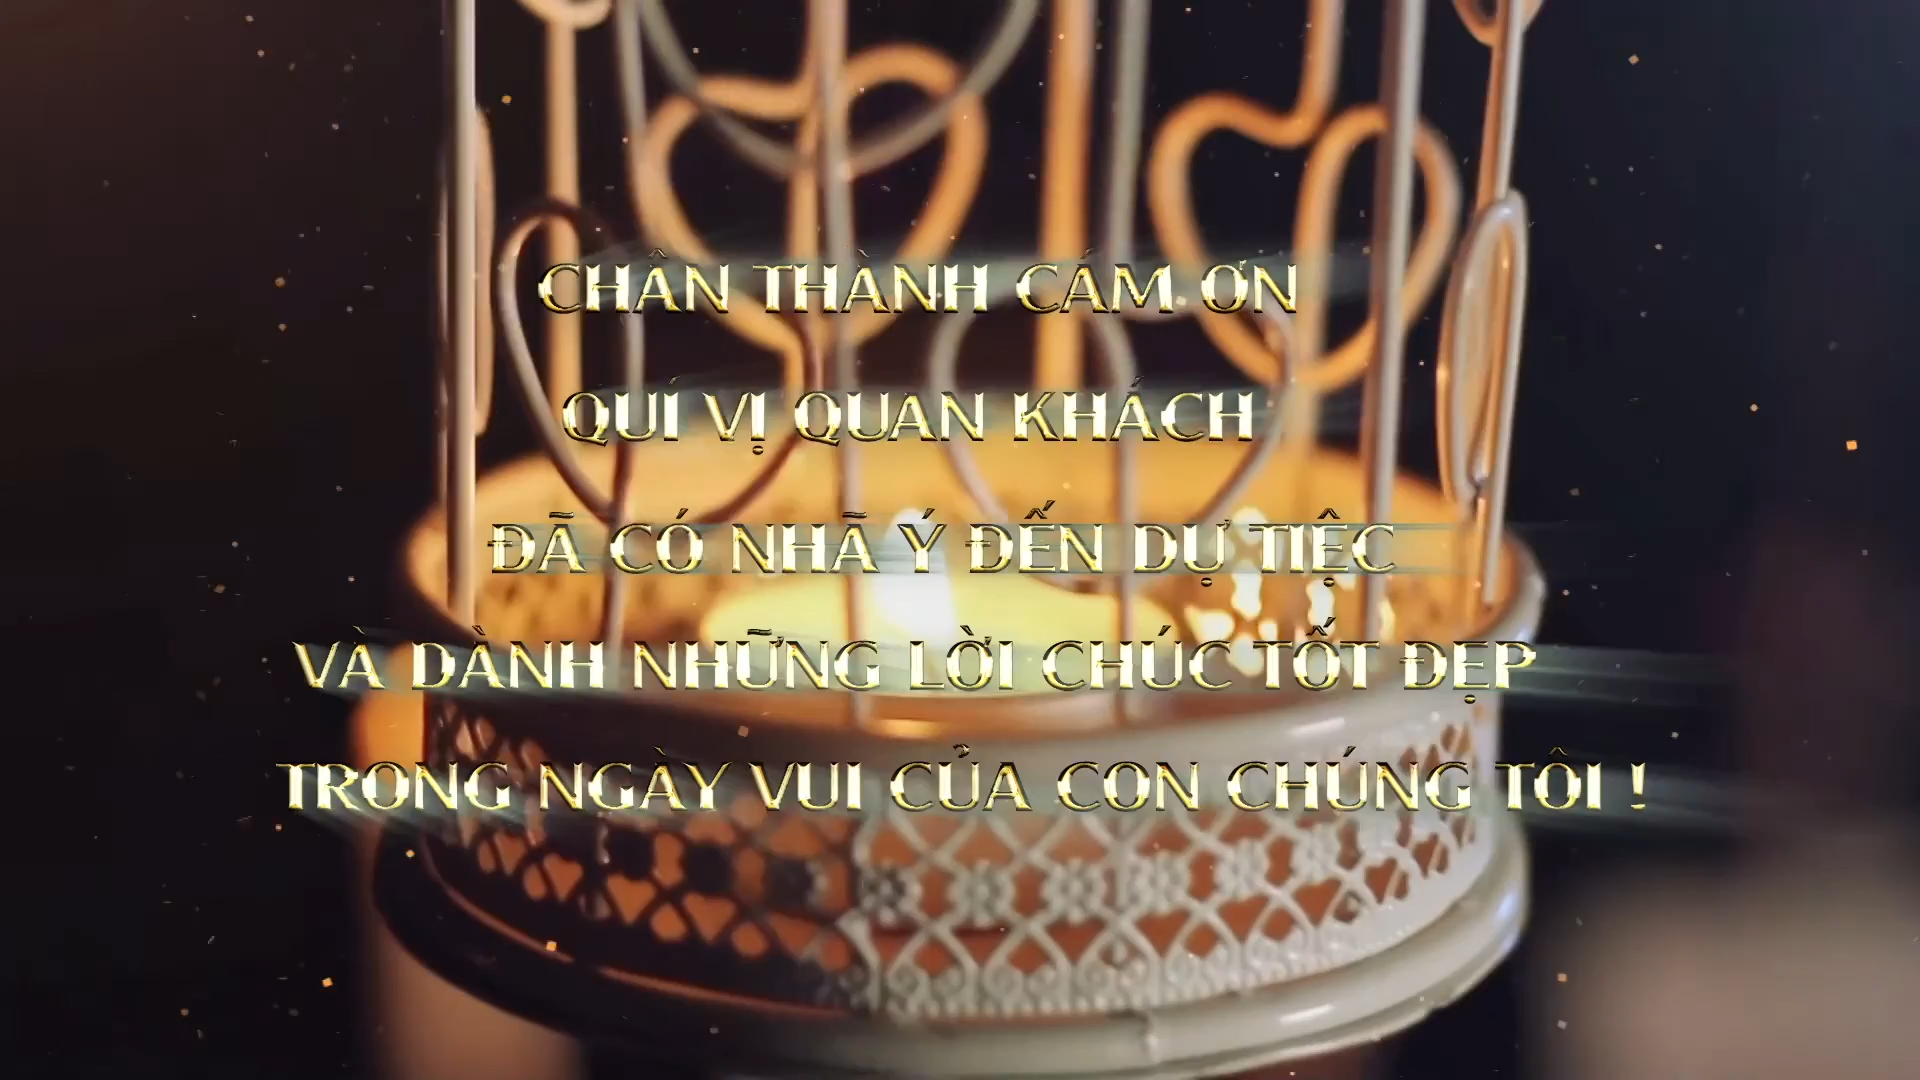 CHÂN THÀNH CÁM ƠN
QUÍ VỊ QUAN KHÁCH
ĐÃ CÓ NHÃ Ý ĐẾN DỰ TIỆC
VÀ DÀNH NHỮNG LỜI CHÚC TỐT ĐẸP
TRONG NGÀY VUI CỦA CON CHÚNG TÔI !